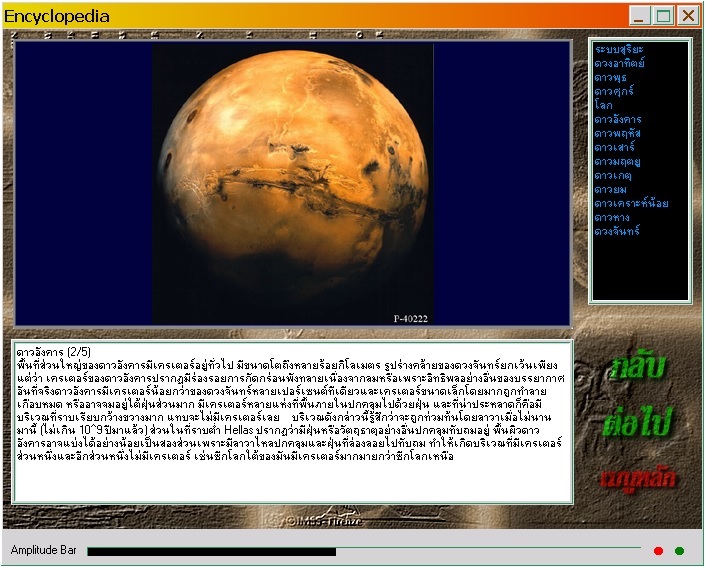 Encyclopedia
P-40222
ระบบสุริยะ
ดวงอาทิตย์
ดาวพุธ
ดาวศุกร์
โลก
ดาวอังคาร
ดาวพฤหัส
ดาวเสาร์
ดาวมฤตยู
ดาวเกตุ
ดาวยม
ดาวเคราะห์น้อย
ดาวหาง
ดวงจันทร์
ดาวอังคาร (2/5)
พื้นที่ส่วนใหญ่ของดาวอังคารมีเครเตอร์อยู่ทั่วไป มีขนาดโตถึงหลายร้อยกิโลเมตร รูปร่างคล้ายของดวงจันทร์ยกเว้นเพียง
แต่ว่า เครเตอร์ของดาวอังคารปรากฎมีร่องรอยการกัดกร่อนพังทลายเนื่องจากลมหรือเพราะอิทธิพลอย่างอื่นของบรรยากาศ
อันที่จริงดาวอังคารมีเครเตอร์น้อยกว่าของดวงจันทร์หลายเปอร์เซนต์ทีเดียวและเครเตอร์ขนาดเล็กโดยมากถูกทำลาย
เกือบหมด หรืออาจจมอยู่ใต้ฝุ่นส่วนมาก มีเครเตอร์หลายแห่งที่พื้นภายในปกคลุมไปด้วยฝุ่น และที่น่าประหลาดก็คือมี
บริเวณที่ราบเรียบกว้างขวางมาก แทบจะไม่มีเครเตอร์เลย บริเวณดังกล่าวนี้รู้สึกว่าจะถูกท่วมทับโดยลาวาเมื่อไม่นาน
มานี้ (ไม่เกิน 10^9 ปีมาแล้ว) ส่วนในที่ราบต่ำ Hellas ปรากฎว่ามีฝุ่นหรือวัตถุธาตุอย่างอื่นปกคลุมทับถมอยู่ พื้นผิวดาว
อังคารอาจแบ่งได้อย่างน้อยเป็นสองส่วนเพราะมีลาวาไหลปกคลุมและฝุ่นที่ล่องลอยไปทับถม ทำให้เกิดบริเวณที่มีเครเตอร์
ส่วนหนึ่งและอีกส่วนหนึ่งไม่มีเครเตอร์ เช่นซีกโลกใต้ของมันมีเครเตอร์มากมายกว่าซีกโลกเหนือ
กลับ
ต่อไป
เมนูหลัก
Amplitude Bar